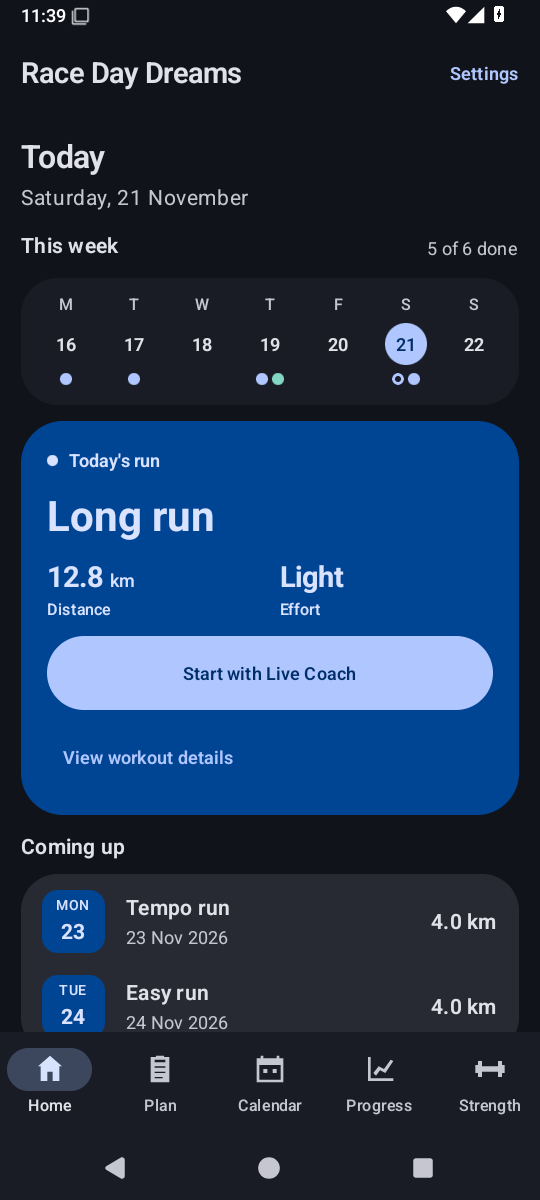 11:39
Race Day Dreams
Settings
Today
Saturday, 21 November
This week
5 of 6 done
M T W T F S S
16 17 18 19 20 21 22
Today's run
Long run
12.8 km
Light
Distance
Effort
Start with Live Coach
View workout details
Coming up
MON
23
Tempo run
23 Nov 2026
4.0 km
TUE
24
Easy run
24 Nov 2026
4.0 km
Home
Plan
Calendar
Progress
Strength